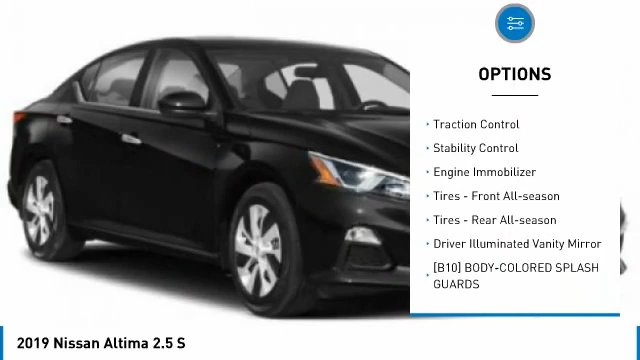 OPTIONS
• Traction Control
• Stability Control
• Engine Immobilizer
• Tires - Front All-season
• Tires - Rear All-season
• Driver Illuminated Vanity Mirror
• [B10] BODY-COLORED SPLASH
GUARDS
2019 Nissan Altima 2.5 S